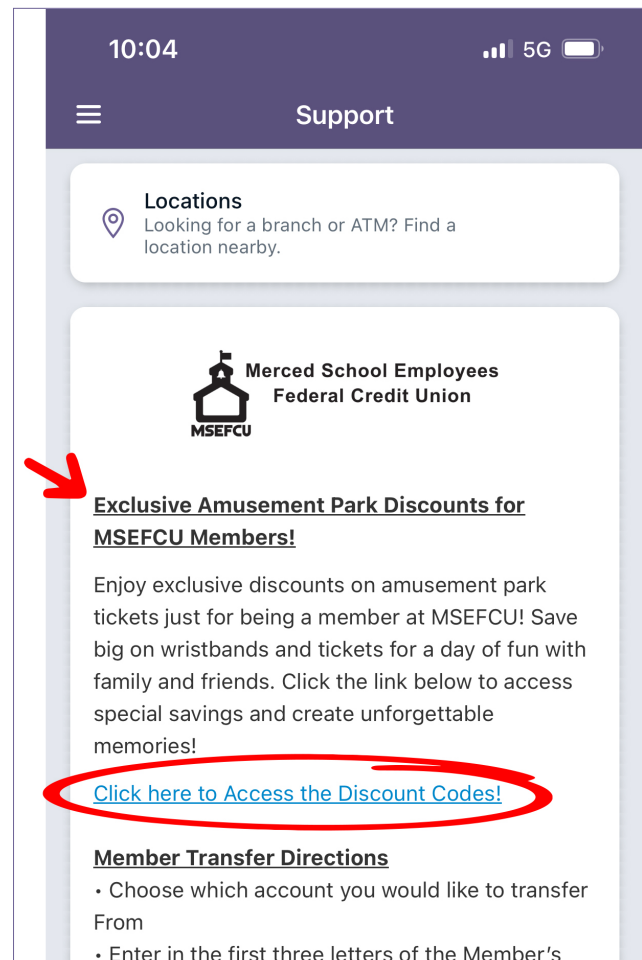 10:04
5G
Support
Locations
Looking for a branch or ATM? Find a
location nearby.
Merced School Employees
Federal Credit Union
MSEFCU
Exclusive Amusement Park Discounts for
MSEFCU Members!
Enjoy exclusive discounts on amusement park
tickets just for being a member at MSEFCU! Save
big on wristbands and tickets for a day of fun with
family and friends. Click the link below to access
special savings and create unforgettable
memories!
Click here to Access the Discount Codes!
Member Transfer Directions
• Choose which account you would like to transfer
From
• Enter in the first three letters of the Member’s